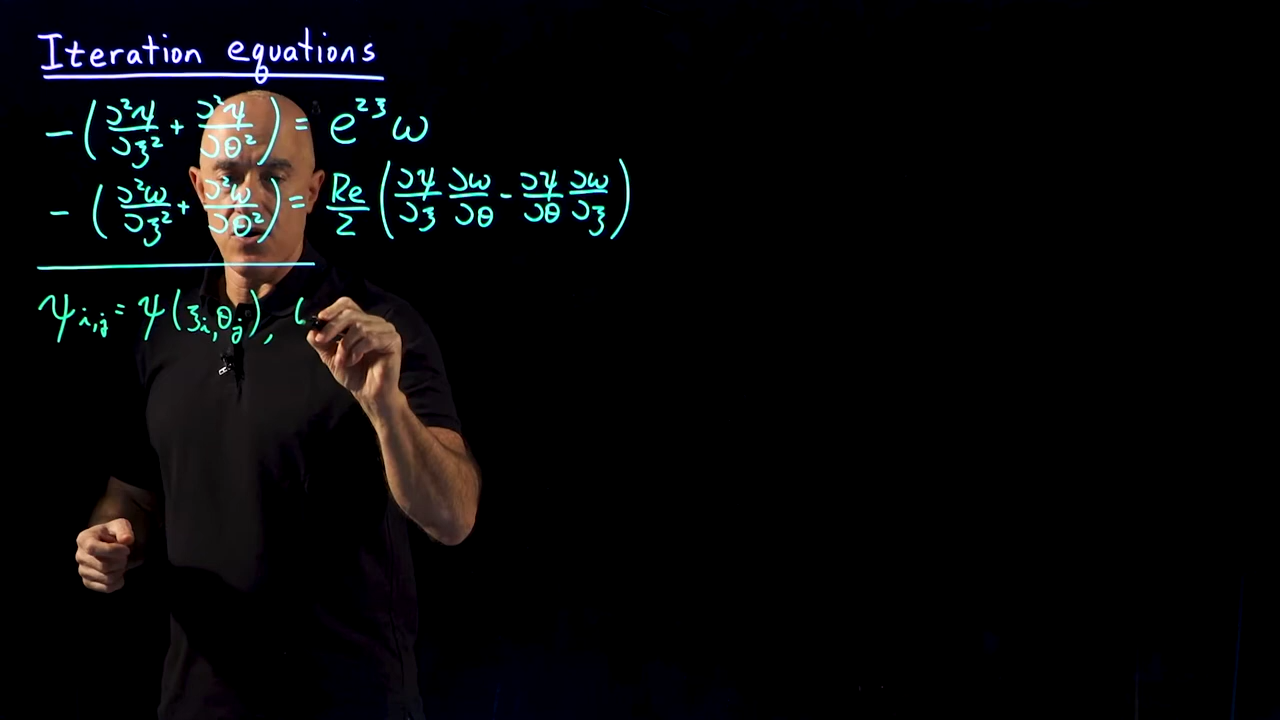 Iteration equations
−(∂²ψ/∂ξ² + ∂²ψ/∂θ²) = e^{2ξ} ω
−(∂²ω/∂ξ² + ∂²ω/∂θ²) = Re/2 (∂ψ/∂ξ ∂ω/∂θ − ∂ψ/∂θ ∂ω/∂ξ)
ψ_{i,j} = ψ(ξ_i, θ_j),